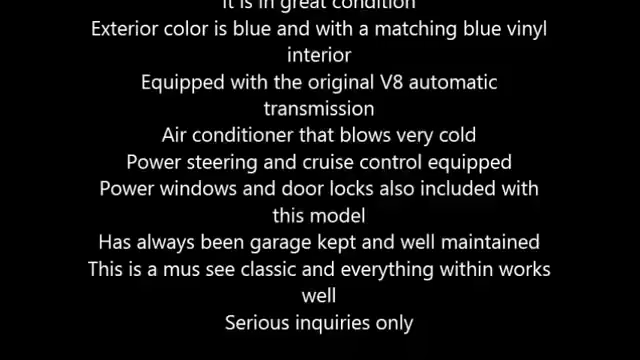 It is in great condition
Exterior color is blue and with a matching blue vinyl
interior
Equipped with the original V8 automatic
transmission
Air conditioner that blows very cold
Power steering and cruise control equipped
Power windows and door locks also included with
this model
Has always been garage kept and well maintained
This is a mus see classic and everything within works
well
Serious inquiries only